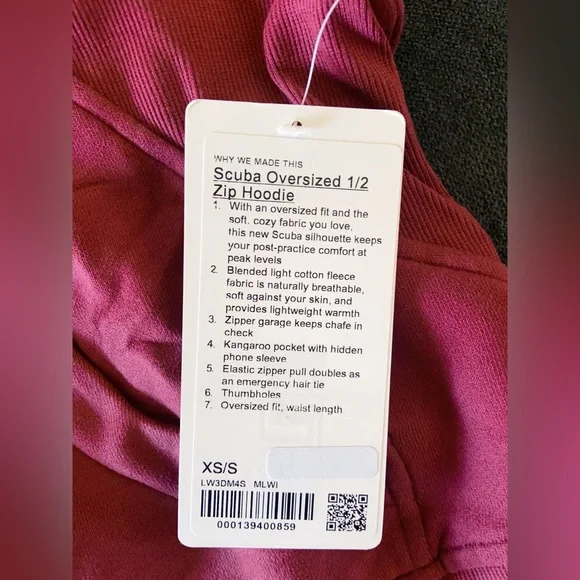 WHY WE MADE THIS
Scuba Oversized 1/2
Zip Hoodie
1. With an oversized fit and the
soft, cozy fabric you love,
this new Scuba silhouette keeps
your post-practice comfort at
peak levels
2. Blended light cotton fleece
fabric is naturally breathable,
soft against your skin, and
provides lightweight warmth
3. Zipper garage keeps chafe in
check
4. Kangaroo pocket with hidden
phone sleeve
5. Elastic zipper pull doubles as
an emergency hair tie
6. Thumbholes
7. Oversized fit, waist length
XS/S
LW3DM4S MLWI
000139400859